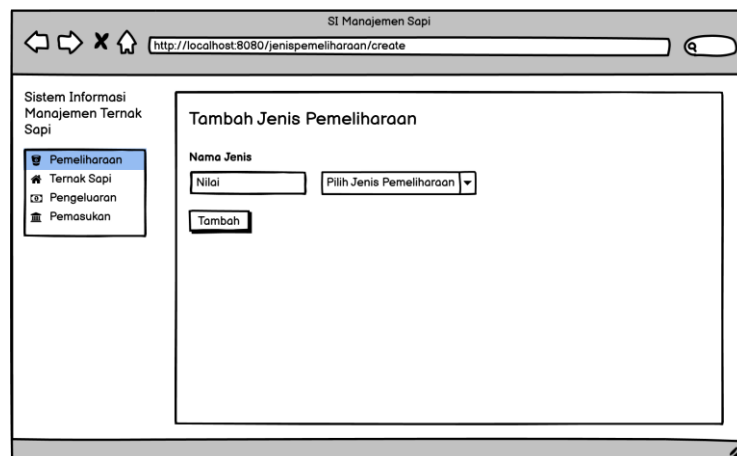 SI Manajemen Sapi
http://localhost:8080/jenispemeliharaan/create
Sistem Informasi
Manajemen Ternak
Sapi
Pemeliharaan
Ternak Sapi
Pengeluaran
Pemasukan
Tambah Jenis Pemeliharaan
Nama Jenis
Nilai
Pilih Jenis Pemeliharaan
Tambah